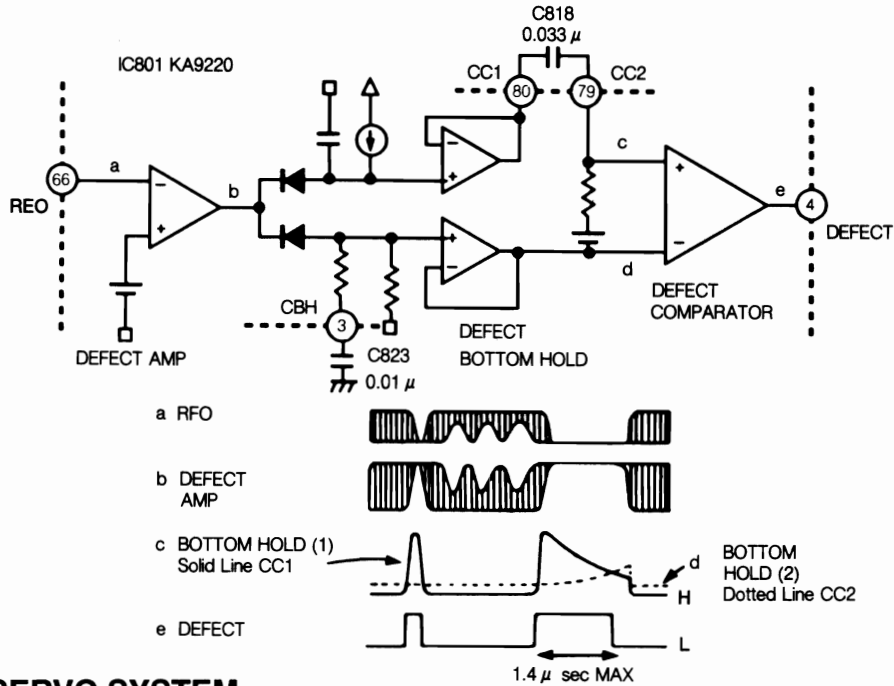 C818
0.033 μ
IC801 KA9220
CC1
80
79
CC2
66
a
b
c
e
4
REO
DEFECT
d
DEFECT
COMPARATOR
CBH
3
DEFECT
BOTTOM HOLD
DEFECT AMP
C823
0.01 μ
a RFO
b DEFECT
AMP
c BOTTOM HOLD (1)
Solid Line CC1
d BOTTOM
HOLD (2)
Dotted Line CC2
H
e DEFECT
L
1.4 μ sec MAX
SERVO SYSTEM